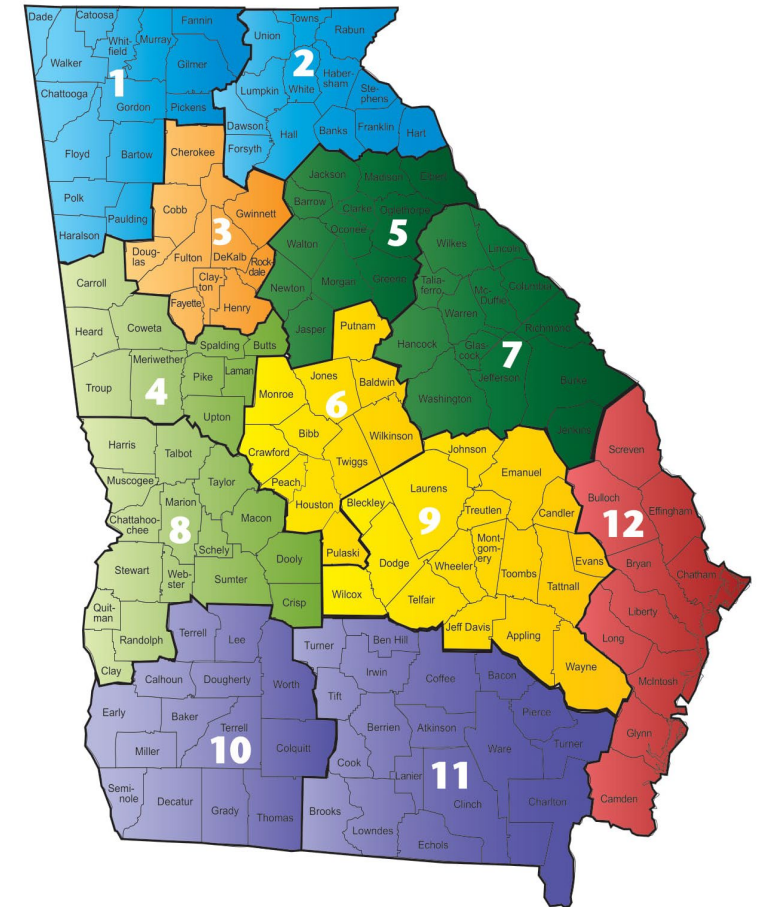 Dade
Catoosa
Whit-
field
Murray
Fannin
Walker
Gilmer
Chattooga
1
Gordon
Pickens
Floyd
Bartow
Polk
Paulding
Haralson
Towns
Rabun
Union
2
Haber-
sham
Lumpkin
White
Ste-
phens
Dawson
Hall
Banks
Franklin
Hart
Forsyth
Cherokee
Cobb
Gwinnett
3
Doug-
las
Fulton
DeKalb
Rock-
dale
Clay-
ton
Fayette
Henry
Carroll
Heard
Coweta
Spalding
Butts
Meriwether
Troup
4
Pike
Laman
Upton
Jackson
Madison
Elbert
Barrow
Clarke
Oglethorpe
Oconee
5
Walton
Newton
Morgan
Greene
Jasper
Putnam
Jones
Baldwin
Monroe
6
Bibb
Wilkinson
Crawford
Twiggs
Peach
Houston
Pulaski
Wilcox
Wilkes
Lincoln
Talia-
ferro
Mc-
Duffie
Columbia
Warren
Richmond
Hancock
Glas-
cock
7
Jefferson
Burke
Washington
Jenkins
Harris
Talbot
Muscogee
Taylor
Marion
Macon
Chattahoo-
chee
8
Schely
Dooly
Stewart
Web-
ster
Sumter
Crisp
Quit-
man
Randolph
Clay
Johnson
Emanuel
Bleckley
Laurens
Treutlen
Candler
9
Mont-
gom-
ery
Dodge
Wheeler
Toombs
Evans
Tattnall
Telfair
Jeff Davis
Appling
Wayne
Terrell
Lee
Calhoun
Dougherty
Worth
Early
Baker
Terrell
10
Miller
Colquitt
Semi-
nole
Decatur
Grady
Thomas
Turner
Ben Hill
Irwin
Coffee
Bacon
Tift
Pierce
Berrien
Atkinson
Ware
Turner
Cook
Lanier
11
Clinch
Charlton
Brooks
Lowndes
Echols
Screven
Bulloch
Effingham
12
Bryan
Chatham
Liberty
Long
McIntosh
Glynn
Camden